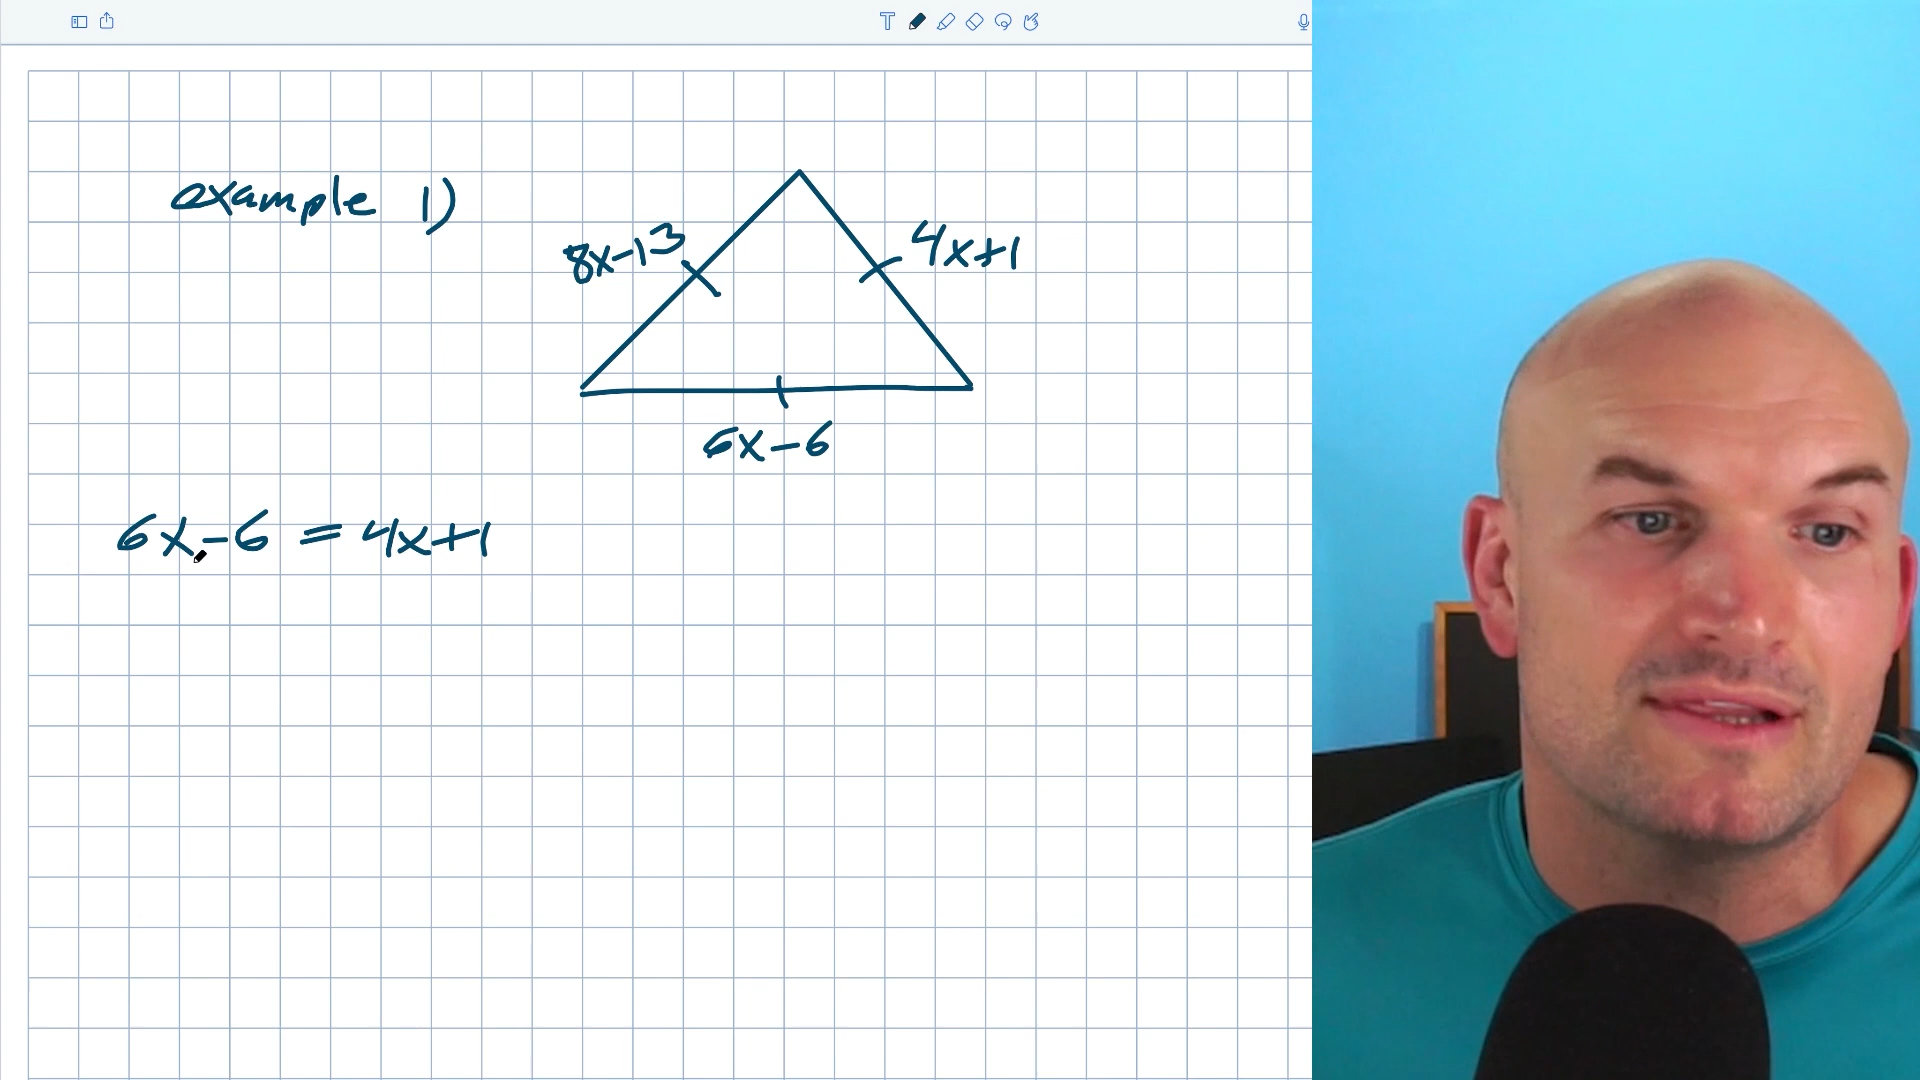 example 1)
8x-13
4x+1
6x-6
6x-6 = 4x+1